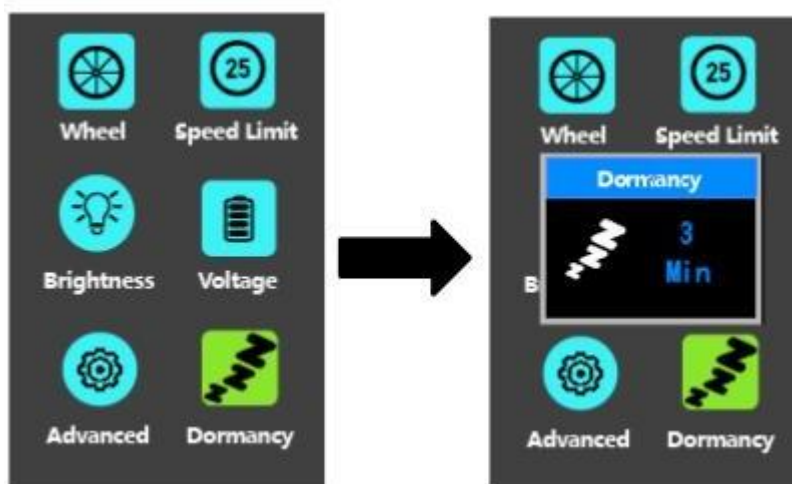 25
Wheel Speed Limit
Brightness Voltage
Advanced Dormancy
25
Wheel Speed Limit
Dormancy
3
Min
B
Advanced Dormancy